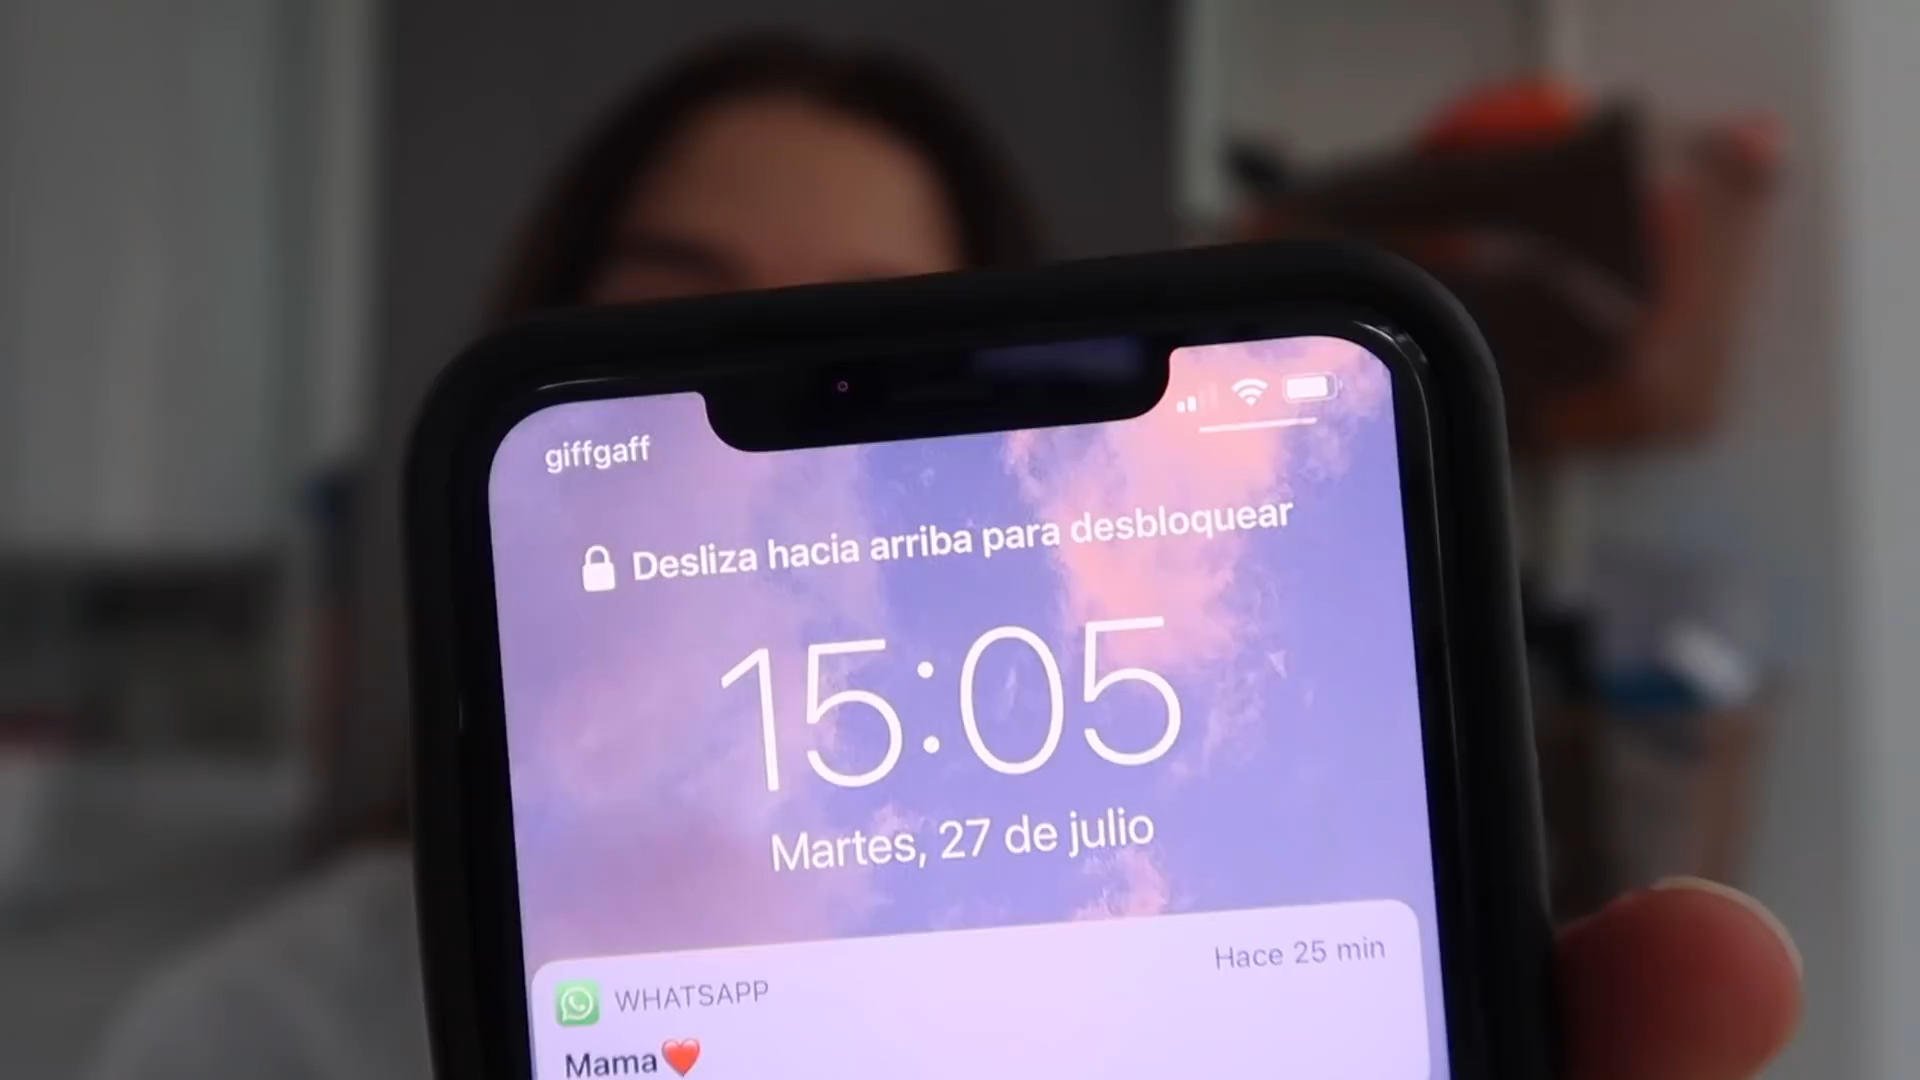 giffgaff
Desliza hacia arriba para desbloquear
15:05
Martes, 27 de julio
WHATSAPP
Hace 25 min
Mama❤️